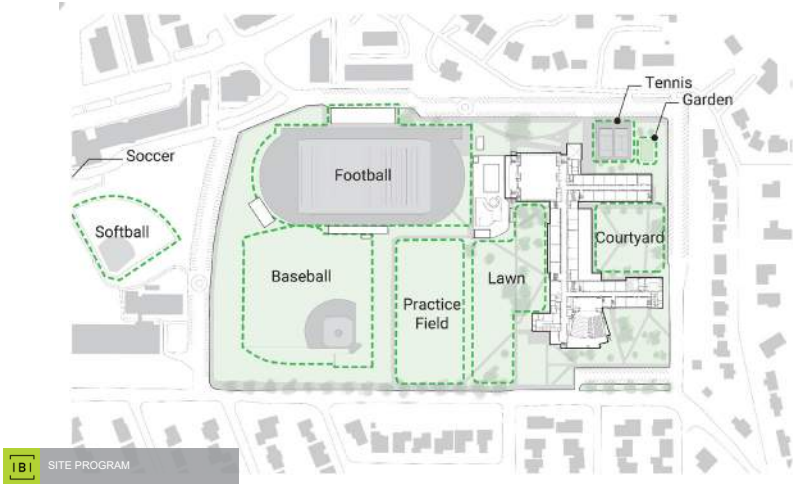 Tennis
Garden
Soccer
Football
Softball
Courtyard
Baseball
Lawn
Practice
Field
IBI
SITE PROGRAM